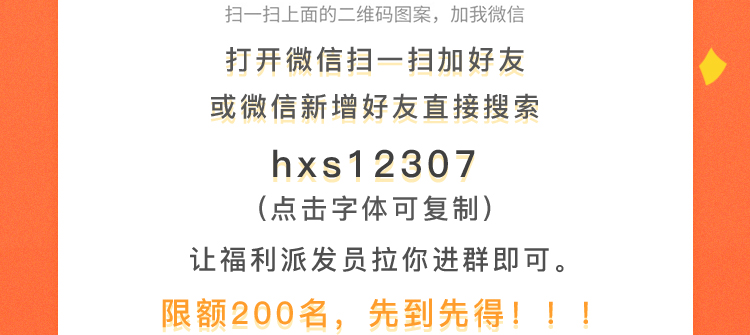 扫一扫上面的二维码图案，加我微信
打开微信扫一扫加好友
或微信新增好友直接搜索
hxs12307
(点击字体可复制)
让福利派发员拉你进群即可。
限额200名，先到先得！！！